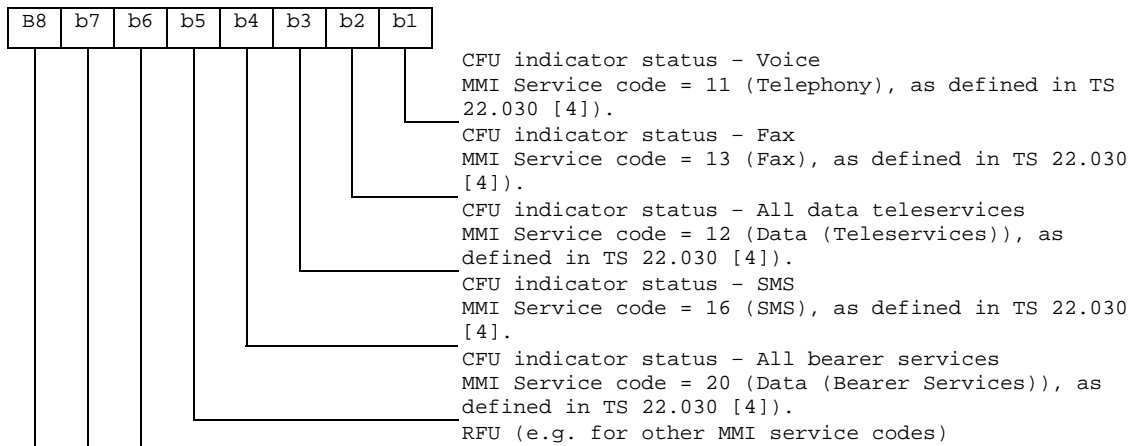 B8 b7 b6 b5 b4 b3 b2 b1
CFU indicator status – Voice
MMI Service code = 11 (Telephony), as defined in TS
22.030 [4]).
CFU indicator status – Fax
MMI Service code = 13 (Fax), as defined in TS 22.030
[4]).
CFU indicator status – All data teleservices
MMI Service code = 12 (Data (Teleservices)), as
defined in TS 22.030 [4]).
CFU indicator status – SMS
MMI Service code = 16 (SMS), as defined in TS 22.030
[4].
CFU indicator status – All bearer services
MMI Service code = 20 (Data (Bearer Services)), as
defined in TS 22.030 [4]).
RFU (e.g. for other MMI service codes)